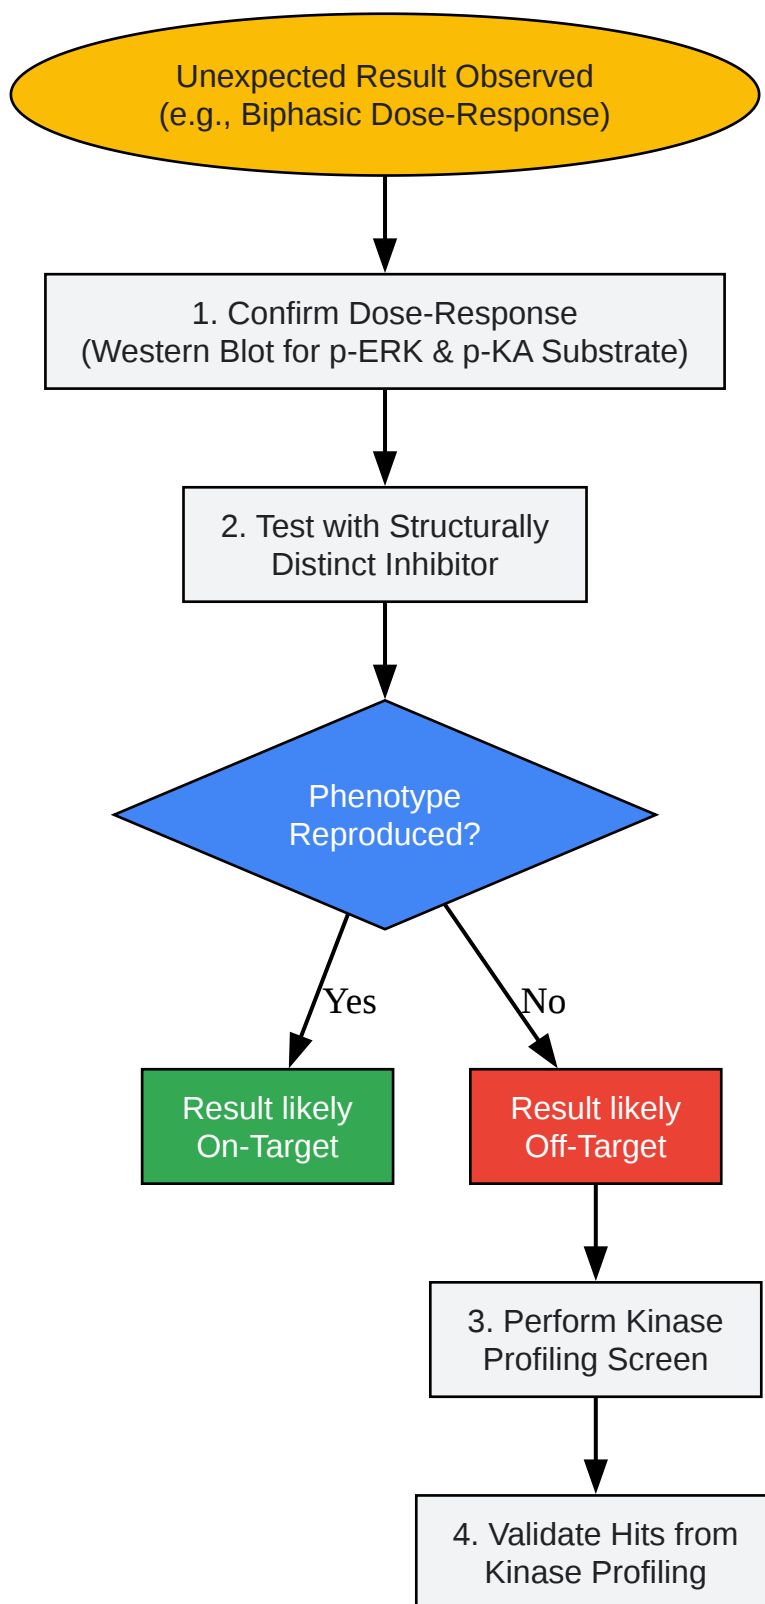 Unexpected Result Observed
(e.g., Biphasic Dose-Response)
1. Confirm Dose-Response
(Western Blot for p-ERK & p-KA Substrate)
2. Test with Structurally
Distinct Inhibitor
Phenotype
Reproduced?
Yes
No
Result likely
On-Target
Result likely
Off-Target
3. Perform Kinase
Profiling Screen
4. Validate Hits from
Kinase Profiling